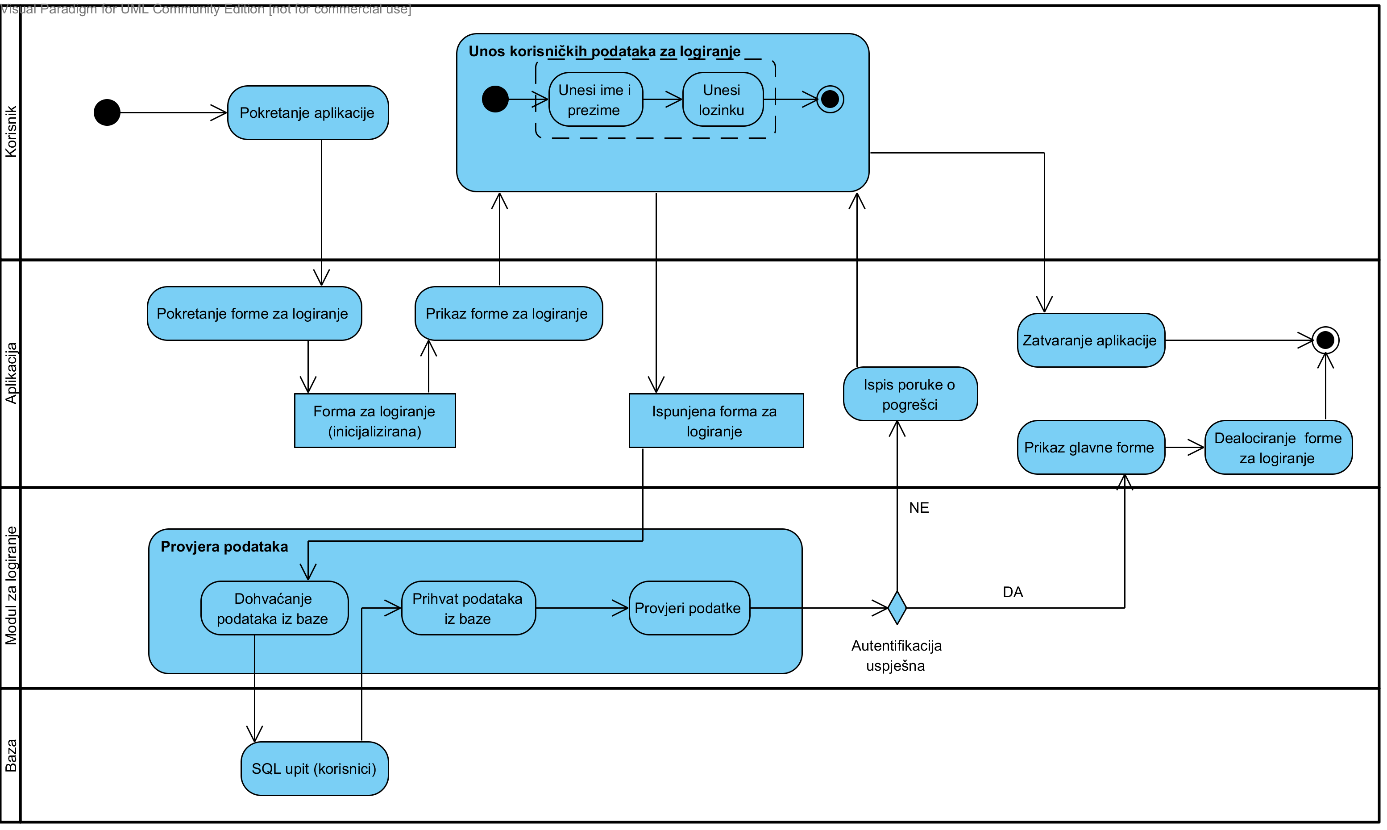 Visual Paradigm for UML Community Edition [not for commercial use]
Korisnik
Pokretanje aplikacije
Unos korisničkih podataka za logiranje
Unesi ime i
prezime
Unesi
lozinku
Aplikacija
Pokretanje forme za logiranje
Prikaz forme za logiranje
Forma za logiranje
(inicijalizirana)
Ispunjena forma za
logiranje
Ispis poruke o
pogrešci
Zatvaranje aplikacije
Prikaz glavne forme
Dealociranje forme
za logiranje
Modul za logiranje
NE
DA
Provjera podataka
Dohvaćanje
podataka iz baze
Prihvat podataka
iz baze
Provjeri podatke
Autentifikacija
uspješna
Baza
SQL upit (korisnici)